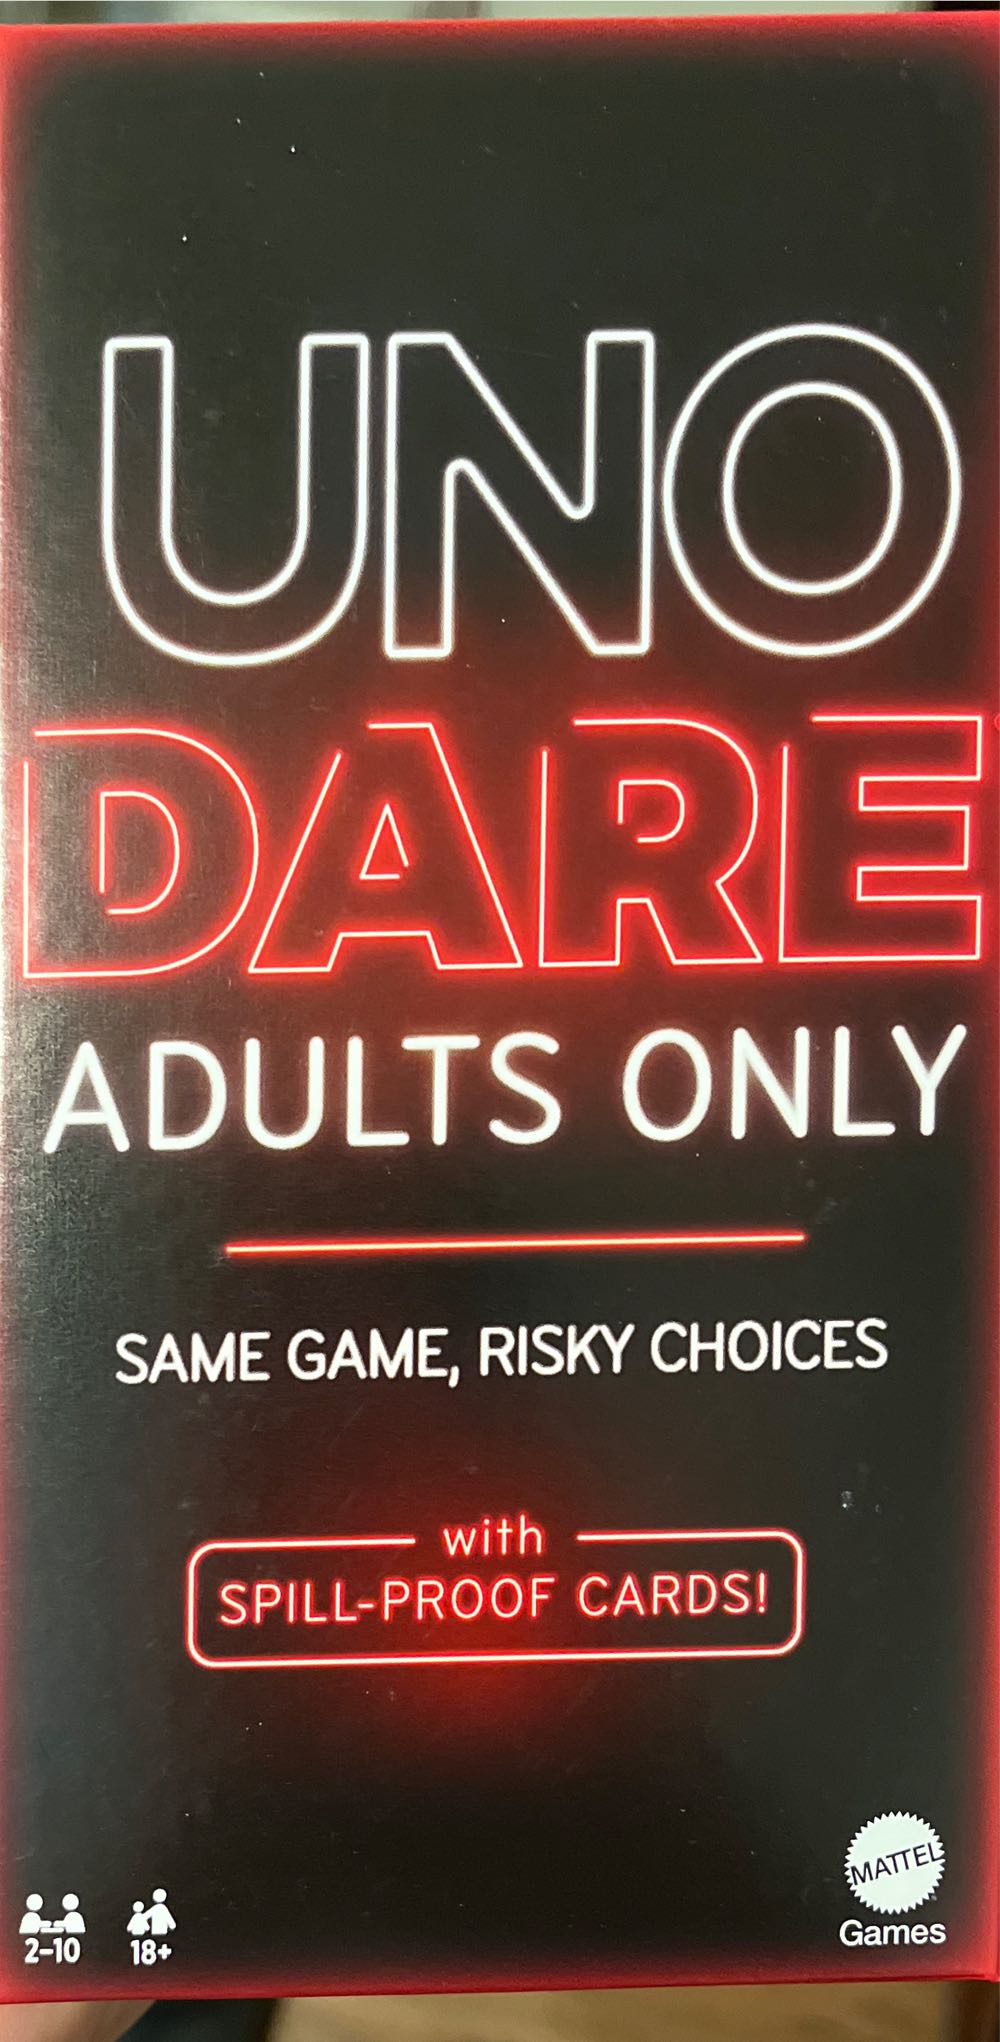 UNO
DARE
ADULTS ONLY
SAME GAME, RISKY CHOICES
with
SPILL-PROOF CARDS!
2-10 18+
MATTEL
Games